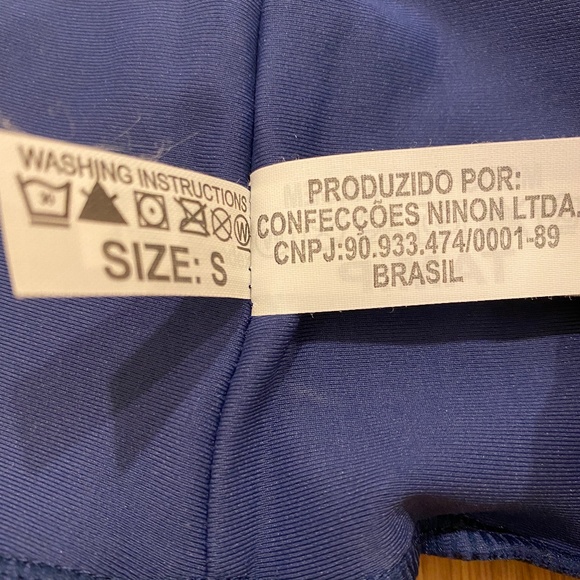 WASHING INSTRUCTIONS
SIZE: S
PRODUZIDO POR:
CONFECÇÕES NINON LTDA.
CNPJ:90.933.474/0001-89
BRASIL